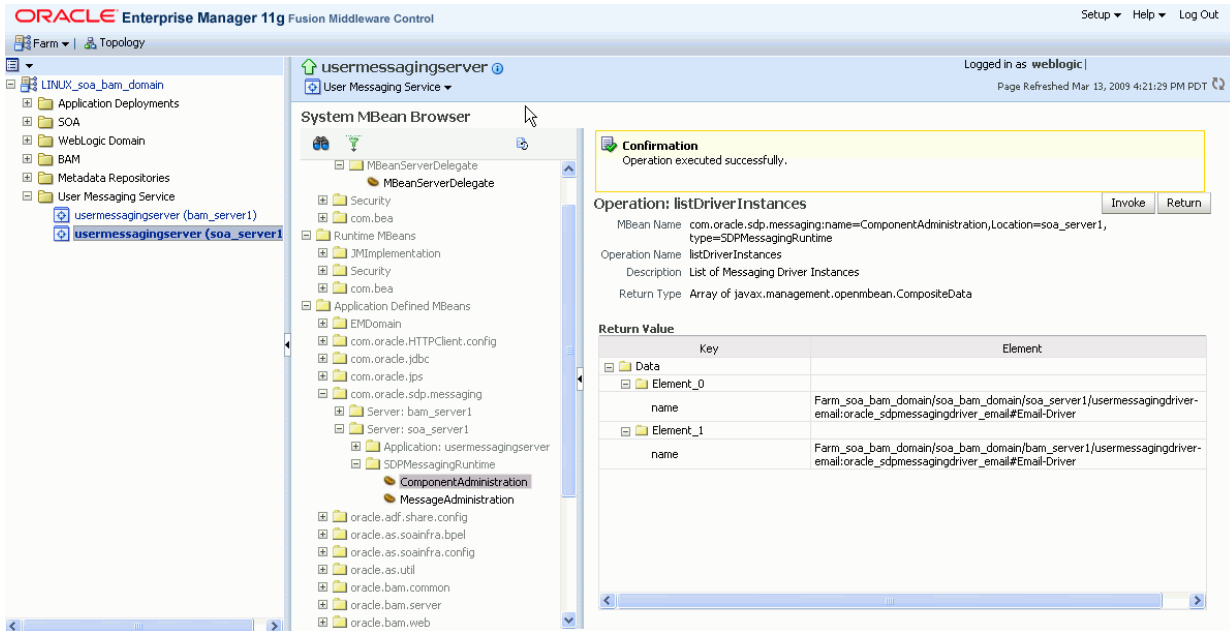 ORACLE Enterprise Manager 11g Fusion Middleware Control
Setup Help Log Out
Farm | Topology
LINUX_soa_bam_domain
Application Deployments
SOA
WebLogic Domain
BAM
Metadata Repositories
User Messaging Service
usermessagingserver (bam_server1)
usermessagingserver (soa_server1
usermessagingserver
User Messaging Service
Logged in as weblogic|
Page Refreshed Mar 13, 2009 4:21:29 PM PDT
System MBean Browser
MBeanServerDelegate
MBeanServerDelegate
Security
com.bea
Runtime MBeans
JMImplementation
Security
com.bea
Application Defined MBeans
EMDomain
com.oracle.HTTPClient.config
com.oracle.jdbc
com.oracle.jps
com.oracle.sdp.messaging
Server: bam_server1
Server: soa_server1
Application: usermessagingserver
SDPMessagingRuntime
ComponentAdministration
MessageAdministration
oracle.adf.share.config
oracle.as.soainfra.bpel
oracle.as.soainfra.config
oracle.as.util
oracle.bam.common
oracle.bam.server
oracle.bam.web
Confirmation
Operation executed successfully.
Operation: listDriverInstances
Invoke Return
MBean Name com.oracle.sdp.messaging:name=ComponentAdministration,Location=soa_server1,
type=SDPMessagingRuntime
Operation Name listDriverInstances
Description List of Messaging Driver Instances
Return Type Array of javax.management.openmbean.CompositeData
Return Value
Key Element
Data
Element_0
name Farm_soa_bam_domain/soa_bam_domain/soa_server1/usermessagingdriver-
email:oracle_sdpmessagingdriver_email#Email-Driver
Element_1
name Farm_soa_bam_domain/soa_bam_domain/bam_server1/usermessagingdriver-
email:oracle_sdpmessagingdriver_email#Email-Driver